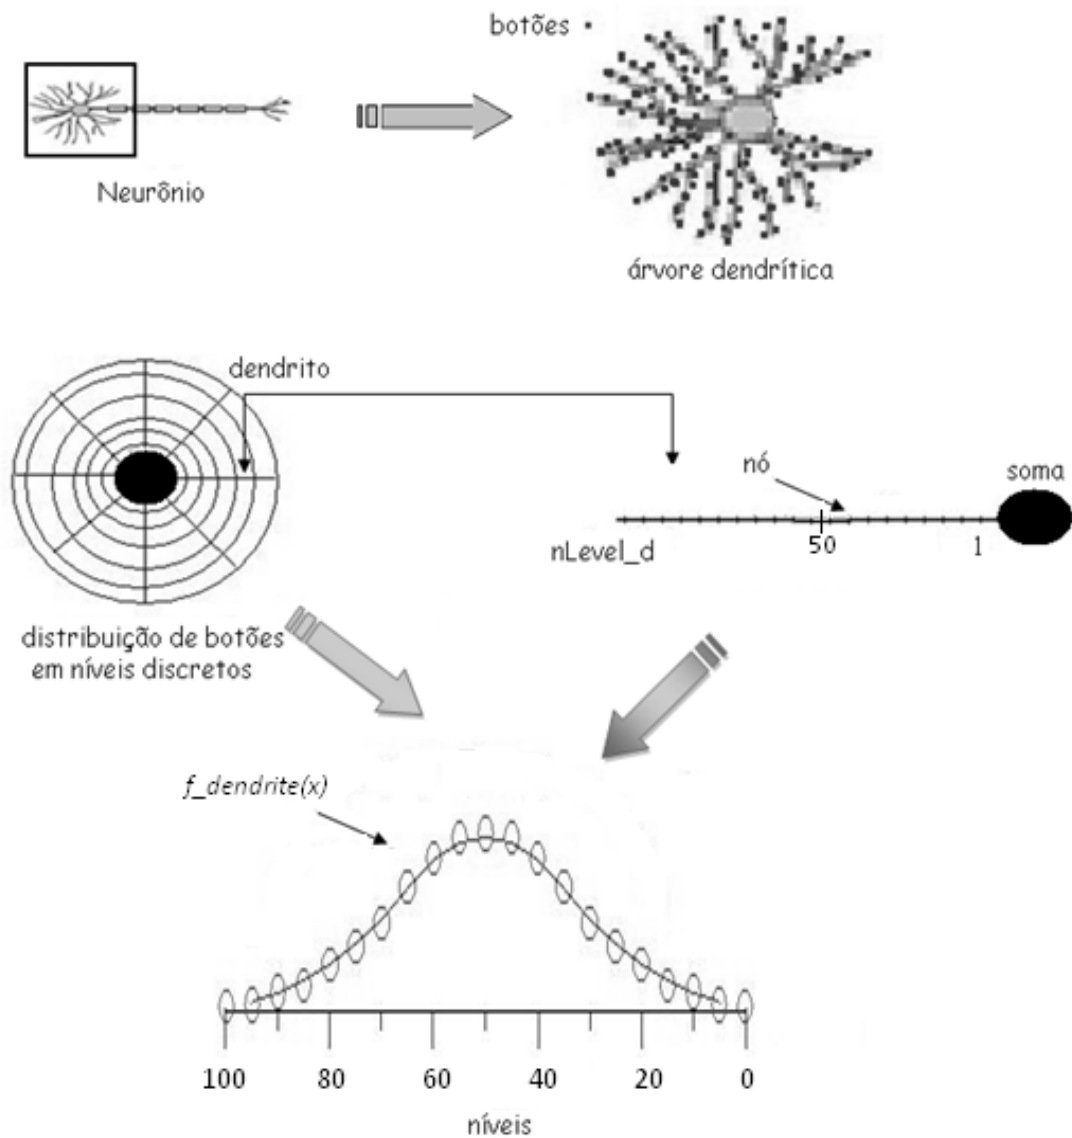 botões
Neurônio
árvore dendrítica
dendrito
nó
soma
nLevel_d
50
1
distribuição de botões
em níveis discretos
f_dendrite(x)
100
80
60
40
20
0
níveis